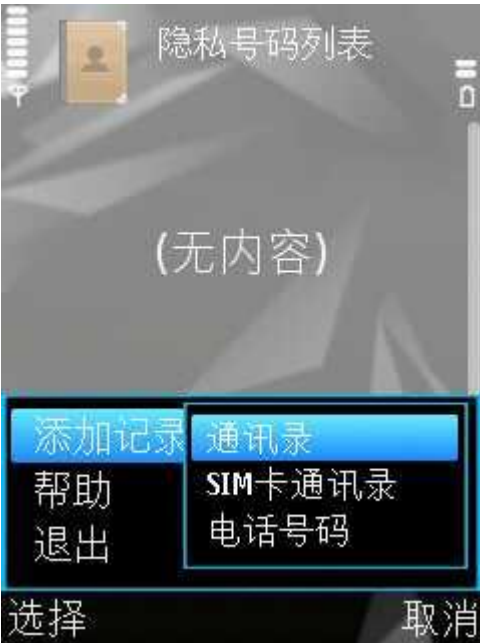 隐私号码列表
(无内容)
添加记录
帮助
退出
通讯录
SIM卡通讯录
电话号码
选择
取消